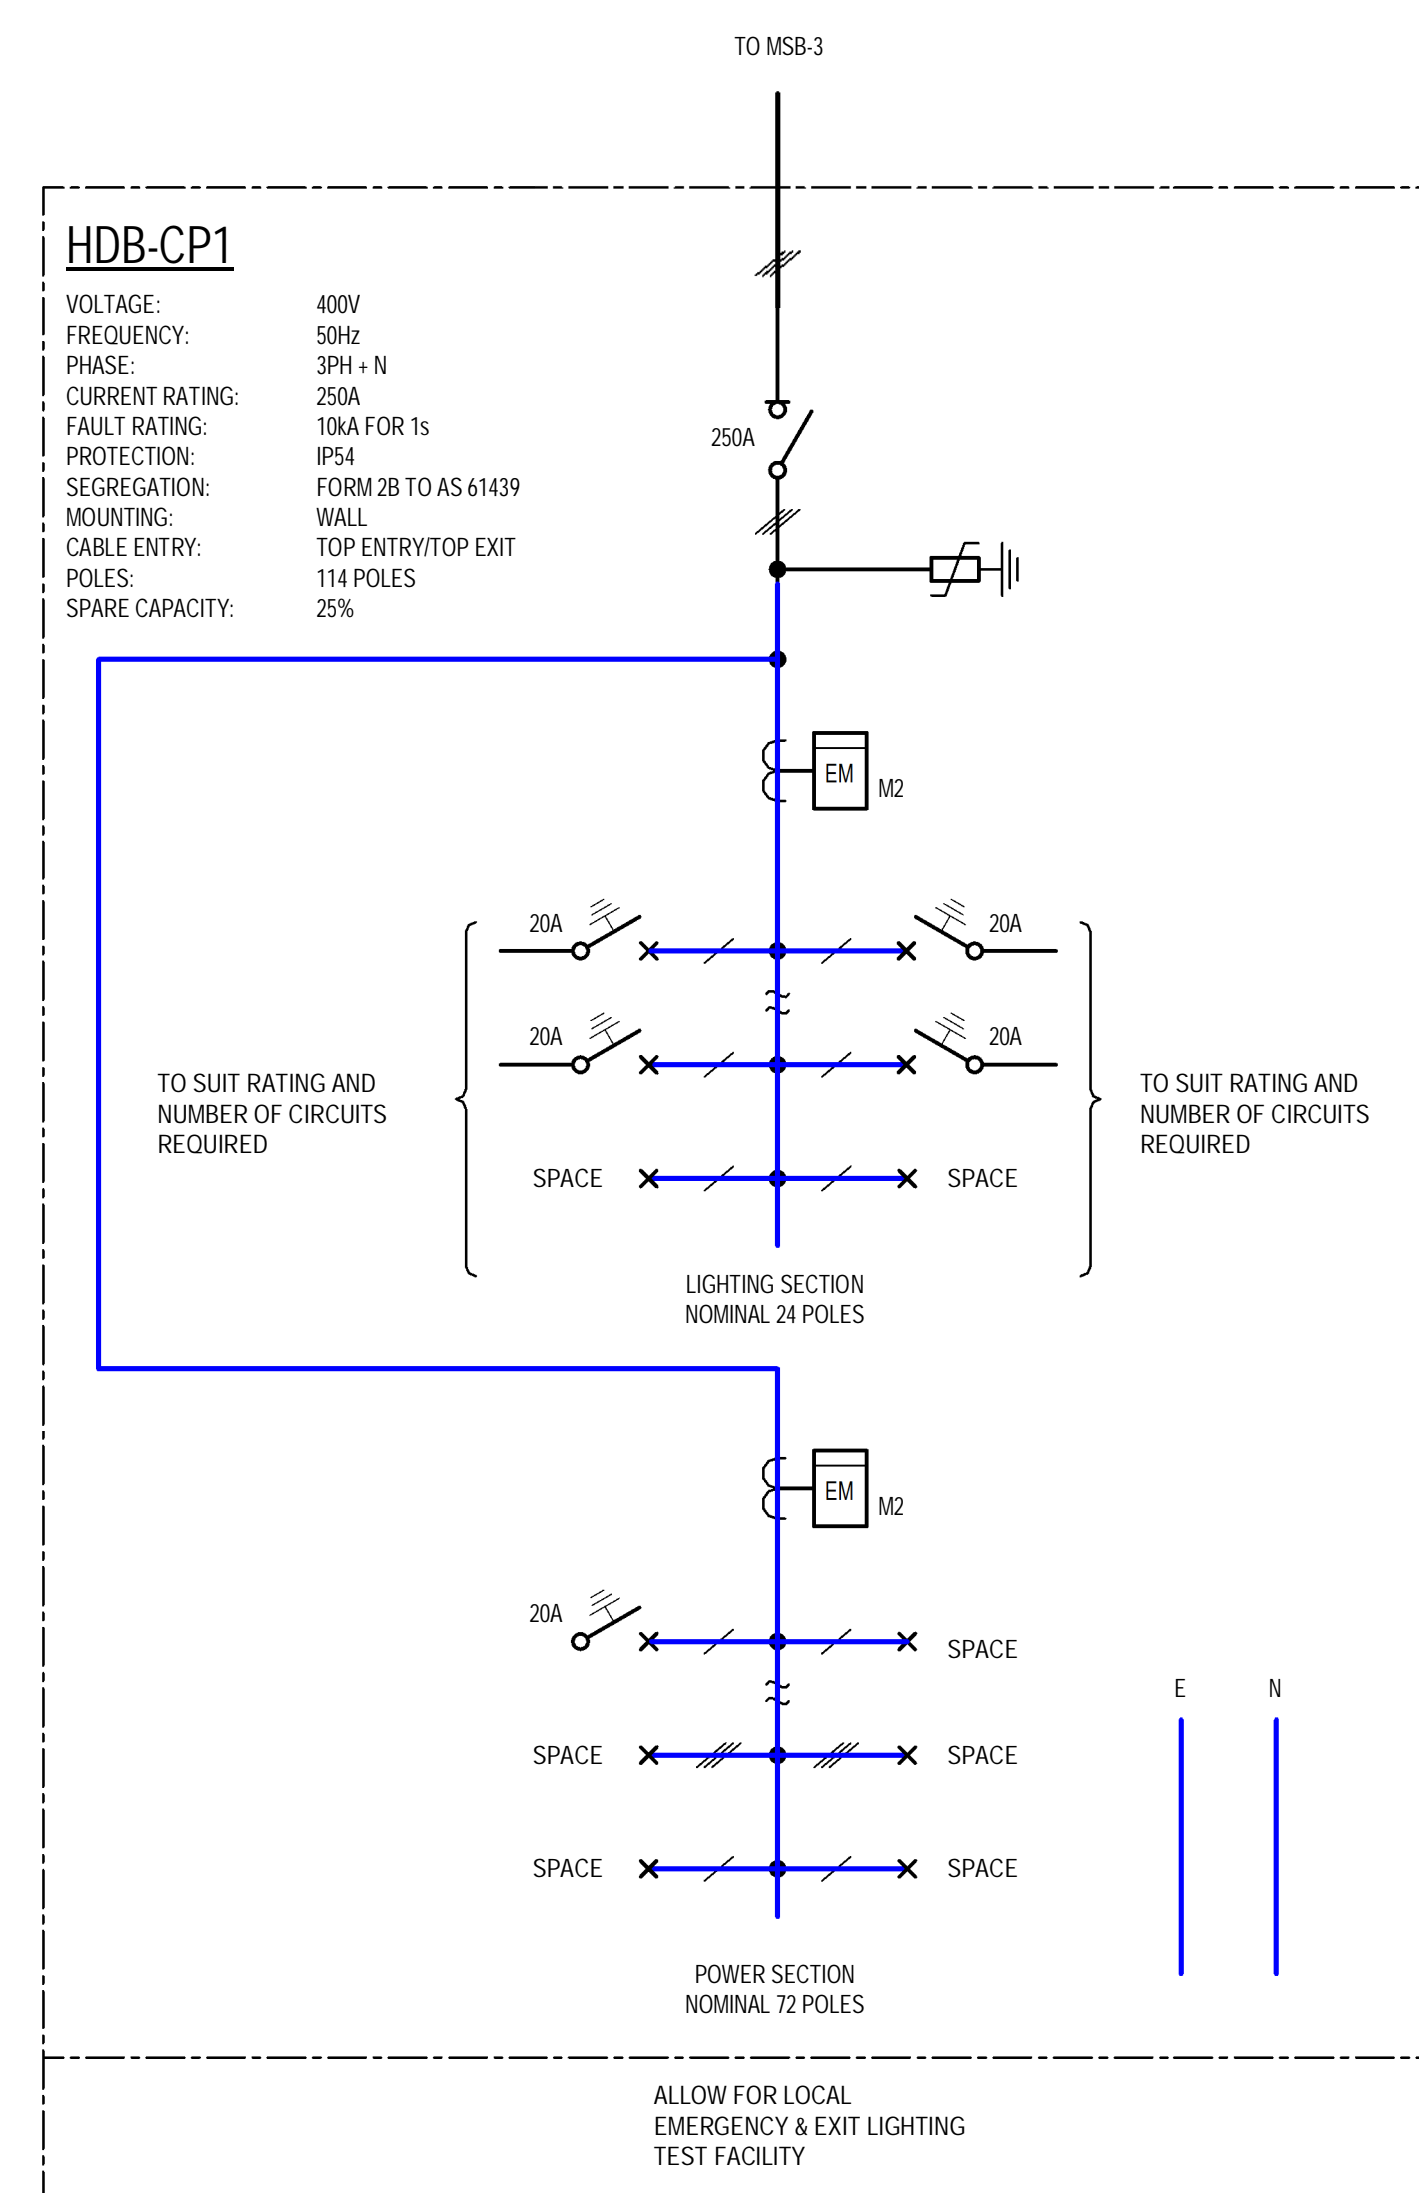 TO MSB-3
HDB-CP1
VOLTAGE: 400V
FREQUENCY: 50Hz
PHASE: 3PH + N
CURRENT RATING: 250A
FAULT RATING: 10kA FOR 1s
PROTECTION: IP54
SEGREGATION: FORM 2B TO AS 61439
MOUNTING: WALL
CABLE ENTRY: TOP ENTRY/TOP EXIT
POLES: 114 POLES
SPARE CAPACITY: 25%
250A
EM
M2
20A
20A
20A
20A
TO SUIT RATING AND
NUMBER OF CIRCUITS
REQUIRED
TO SUIT RATING AND
NUMBER OF CIRCUITS
REQUIRED
SPACE
SPACE
LIGHTING SECTION
NOMINAL 24 POLES
EM
M2
20A
SPACE
SPACE
SPACE
SPACE
SPACE
E
N
POWER SECTION
NOMINAL 72 POLES
ALLOW FOR LOCAL
EMERGENCY & EXIT LIGHTING
TEST FACILITY